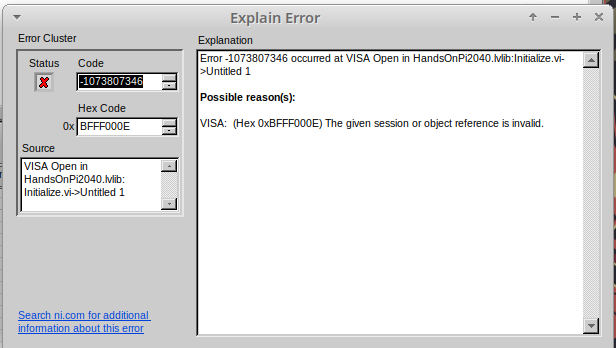 Explain Error
Error Cluster
Status
Code
-1073807346
Hex Code
0x
BFFF000E
Source
VISA Open in
HandsOnPi2040.lvlib:
Initialize.vi->Untitled 1
Search ni.com for additional
information about this error
Explanation
Error -1073807346 occurred at VISA Open in HandsOnPi2040.lvlib:Initialize.vi-
>Untitled 1
Possible reason(s):
VISA:  (Hex 0xBFFF000E) The given session or object reference is invalid.